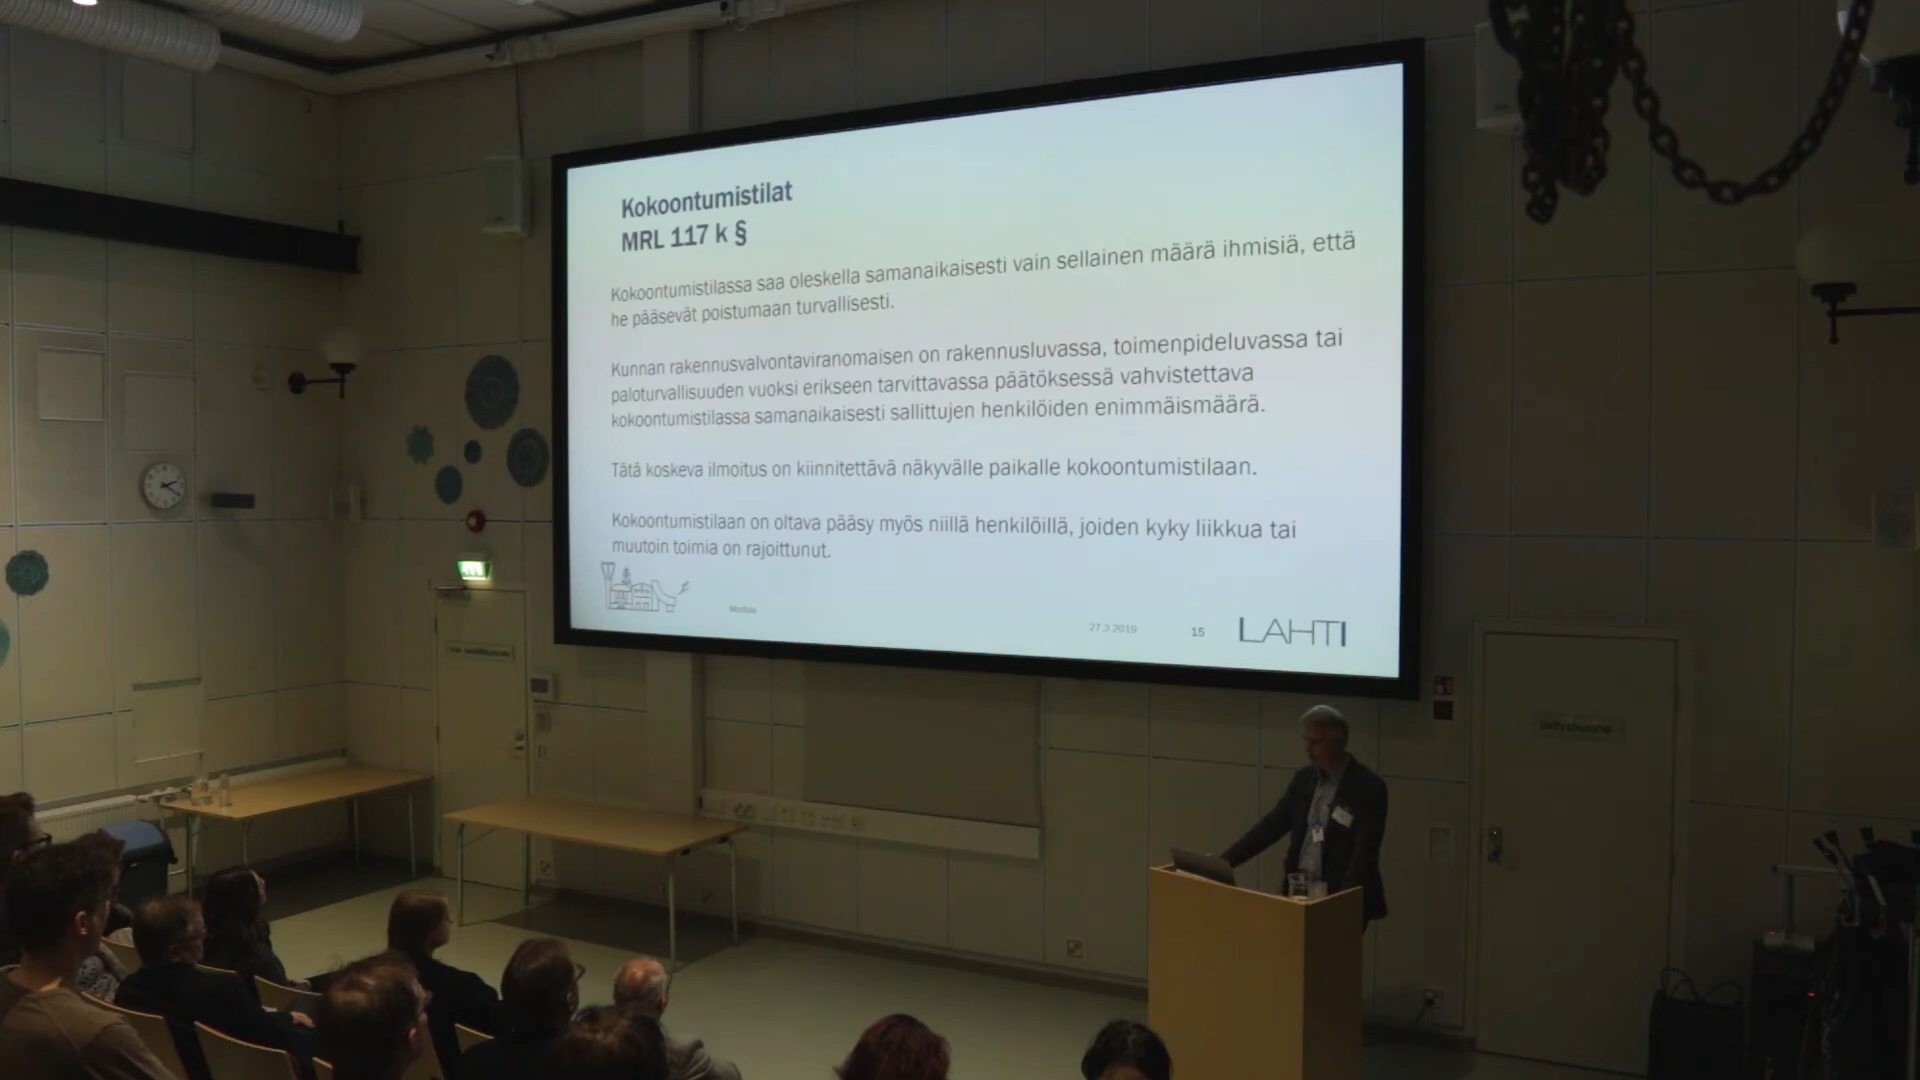 Kokoontumistilat
MRL 117 k §
Kokoontumistilassa saa oleskella samanaikaisesti vain sellainen määrä ihmisiä, että
he pääsevät poistumaan turvallisesti.
Kunnan rakennusvalvontaviranomaisen on rakennusluvassa, toimenpideluvassa tai
paloturvallisuuden vuoksi erikseen tarvittavassa päätöksessä vahvistettava
kokoontumistilassa samanaikaisesti sallittujen henkilöiden enimmäismäärä.
Tätä koskeva ilmoitus on kiinnitettävä näkyvälle paikalle kokoontumistilaan.
Kokoontumistilaan on oltava pääsy myös niillä henkilöillä, joiden kyky liikkua tai
muutoin toimia on rajoittunut.
27.3.2019
15
LAHTI